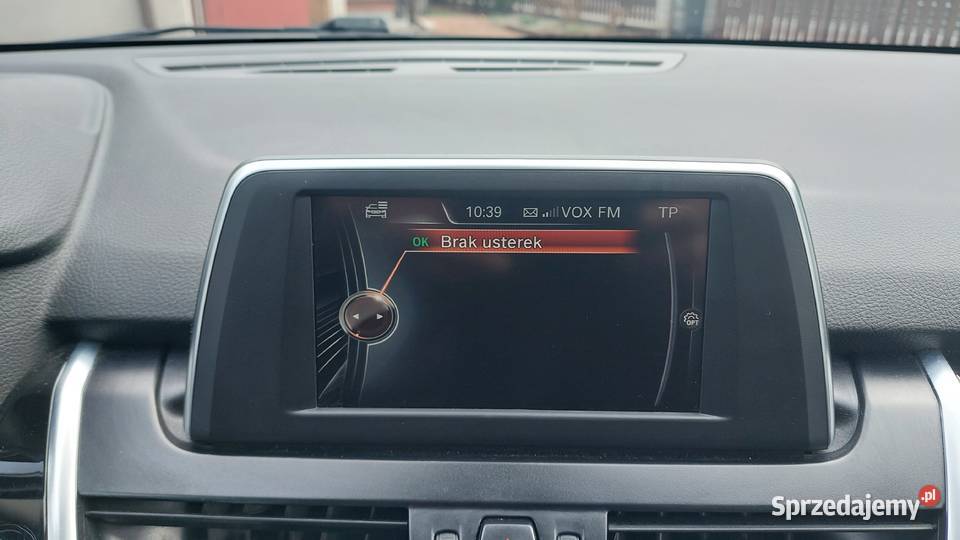 10:39 VOX FM TP
OK Brak usterek
OPT
Sprzedajemy.pl